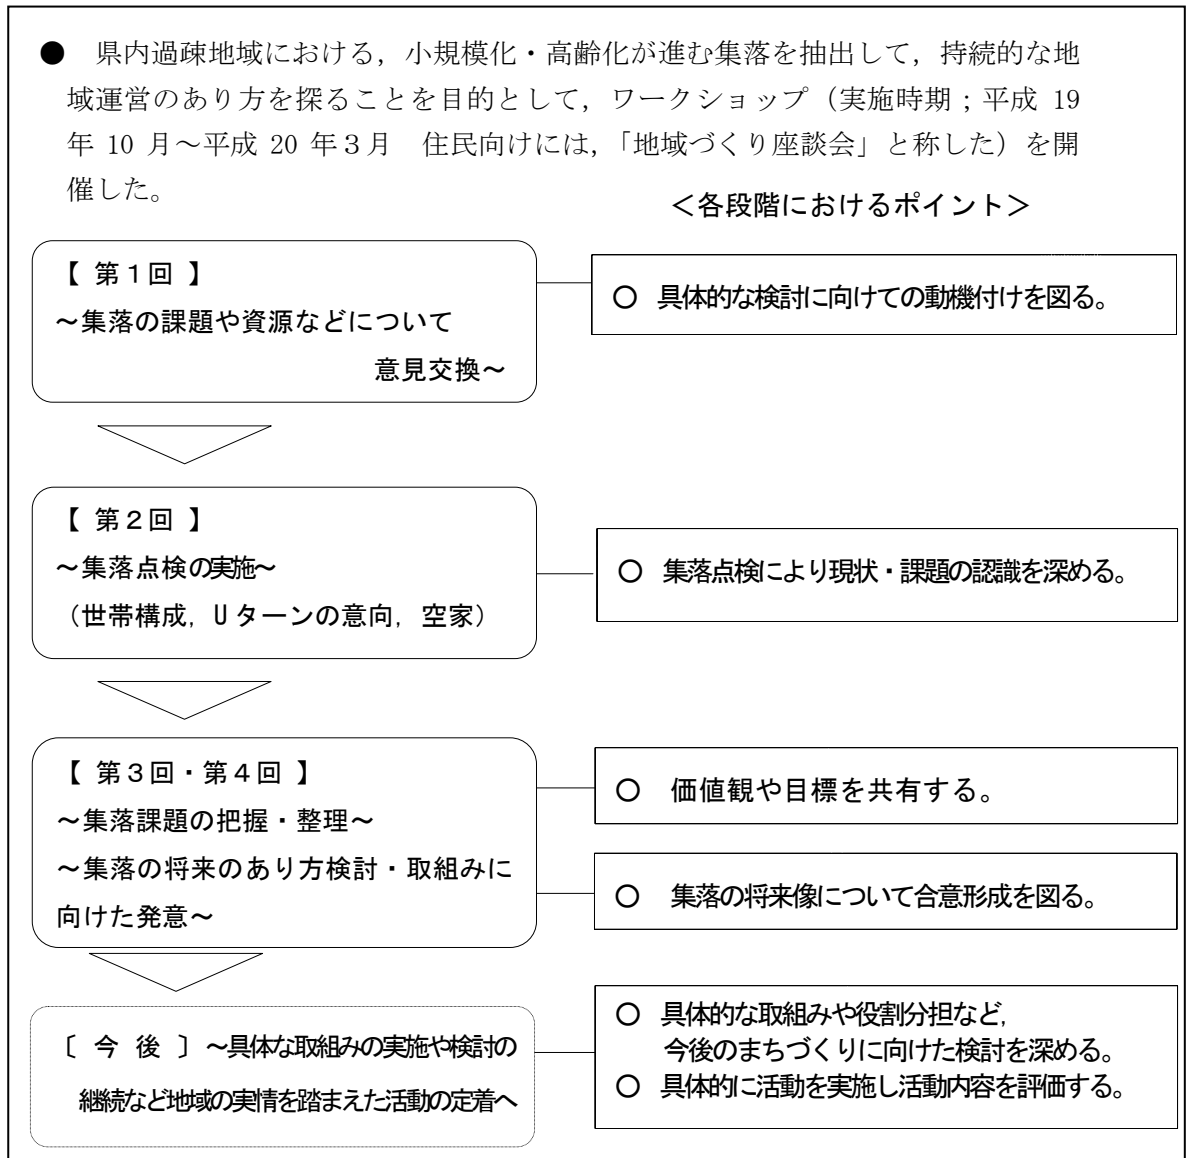 ● 県内過疎地域における，小規模化・高齢化が進む集落を抽出して，持続的な地
域運営のあり方を探ることを目的として，ワークショップ（実施時期；平成 19
年 10 月～平成 20 年３月 住民向けには，「地域づくり座談会」と称した）を開
催した。
＜各段階におけるポイント＞
【 第１回 】
～集落の課題や資源などについて
意見交換～
○ 具体的な検討に向けての動機付けを図る。
【 第２回 】
～集落点検の実施～
（世帯構成，Ｕターンの意向，空家）
○ 集落点検により現状・課題の認識を深める。
【 第３回・第４回 】
～集落課題の把握・整理～
～集落の将来のあり方検討・取組みに
向けた発意～
○ 価値観や目標を共有する。
○ 集落の将来像について合意形成を図る。
〔 今 後 〕～具体な取組みの実施や検討の
継続など地域の実情を踏まえた活動の定着へ
○ 具体的な取組みや役割分担など，
今後のまちづくりに向けた検討を深める。
○ 具体的に活動を実施し活動内容を評価する。